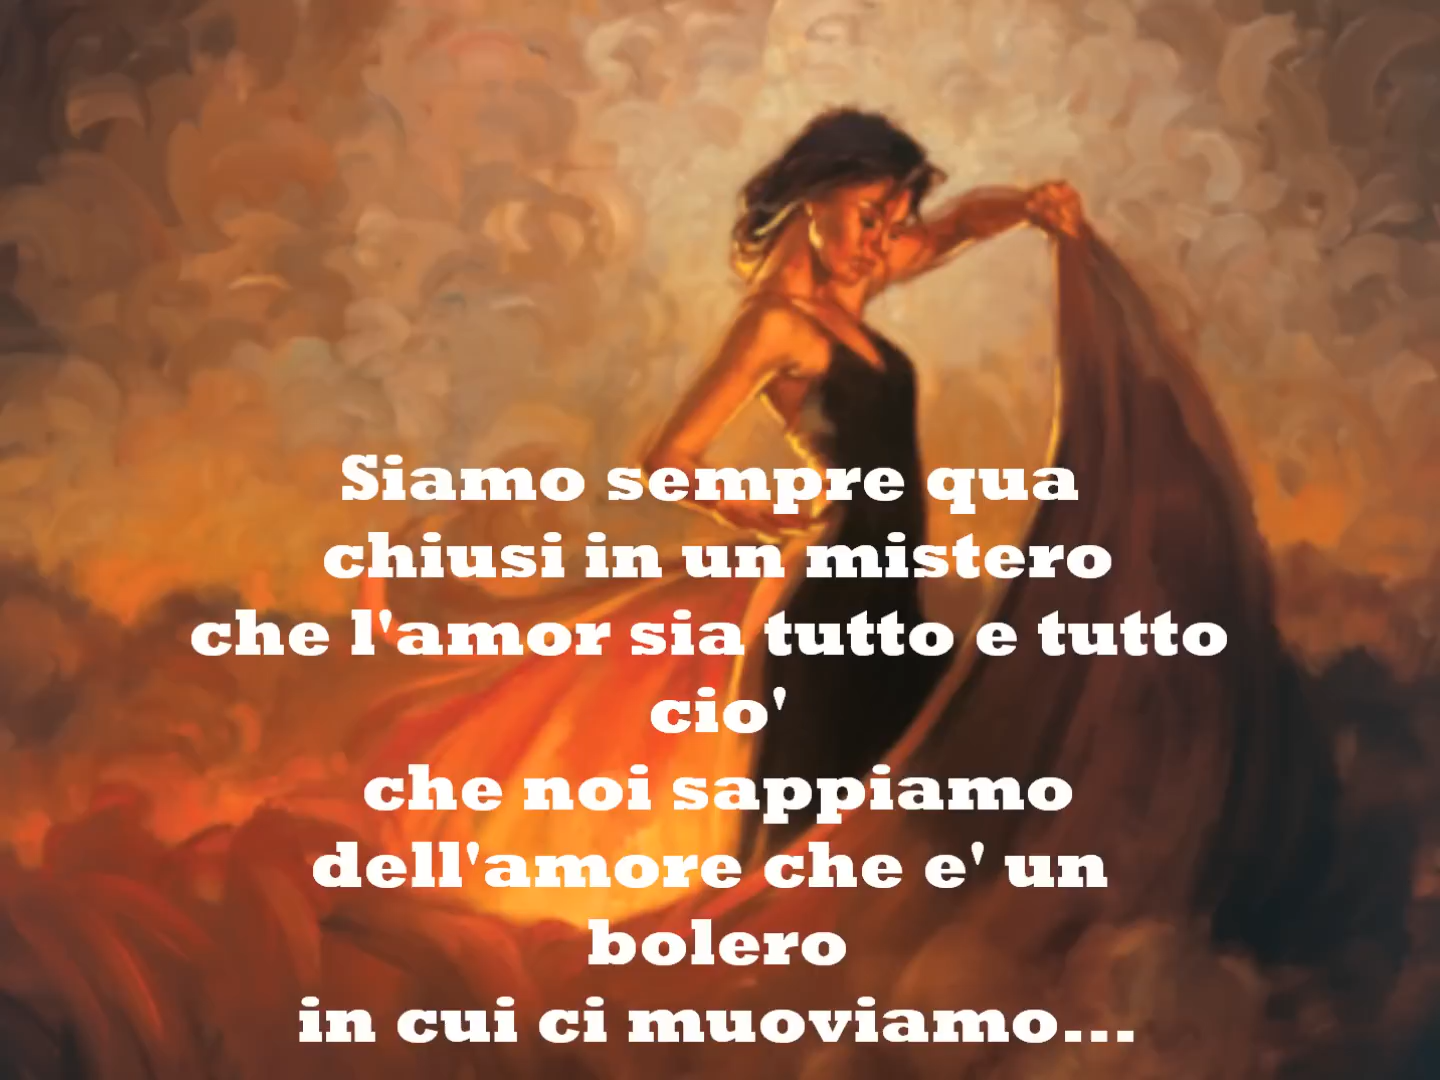 Siamo sempre qua
chiusi in un mistero
che l'amor sia tutto e tutto
cio'
che noi sappiamo
dell'amore che e' un
bolero
in cui ci muoviamo...